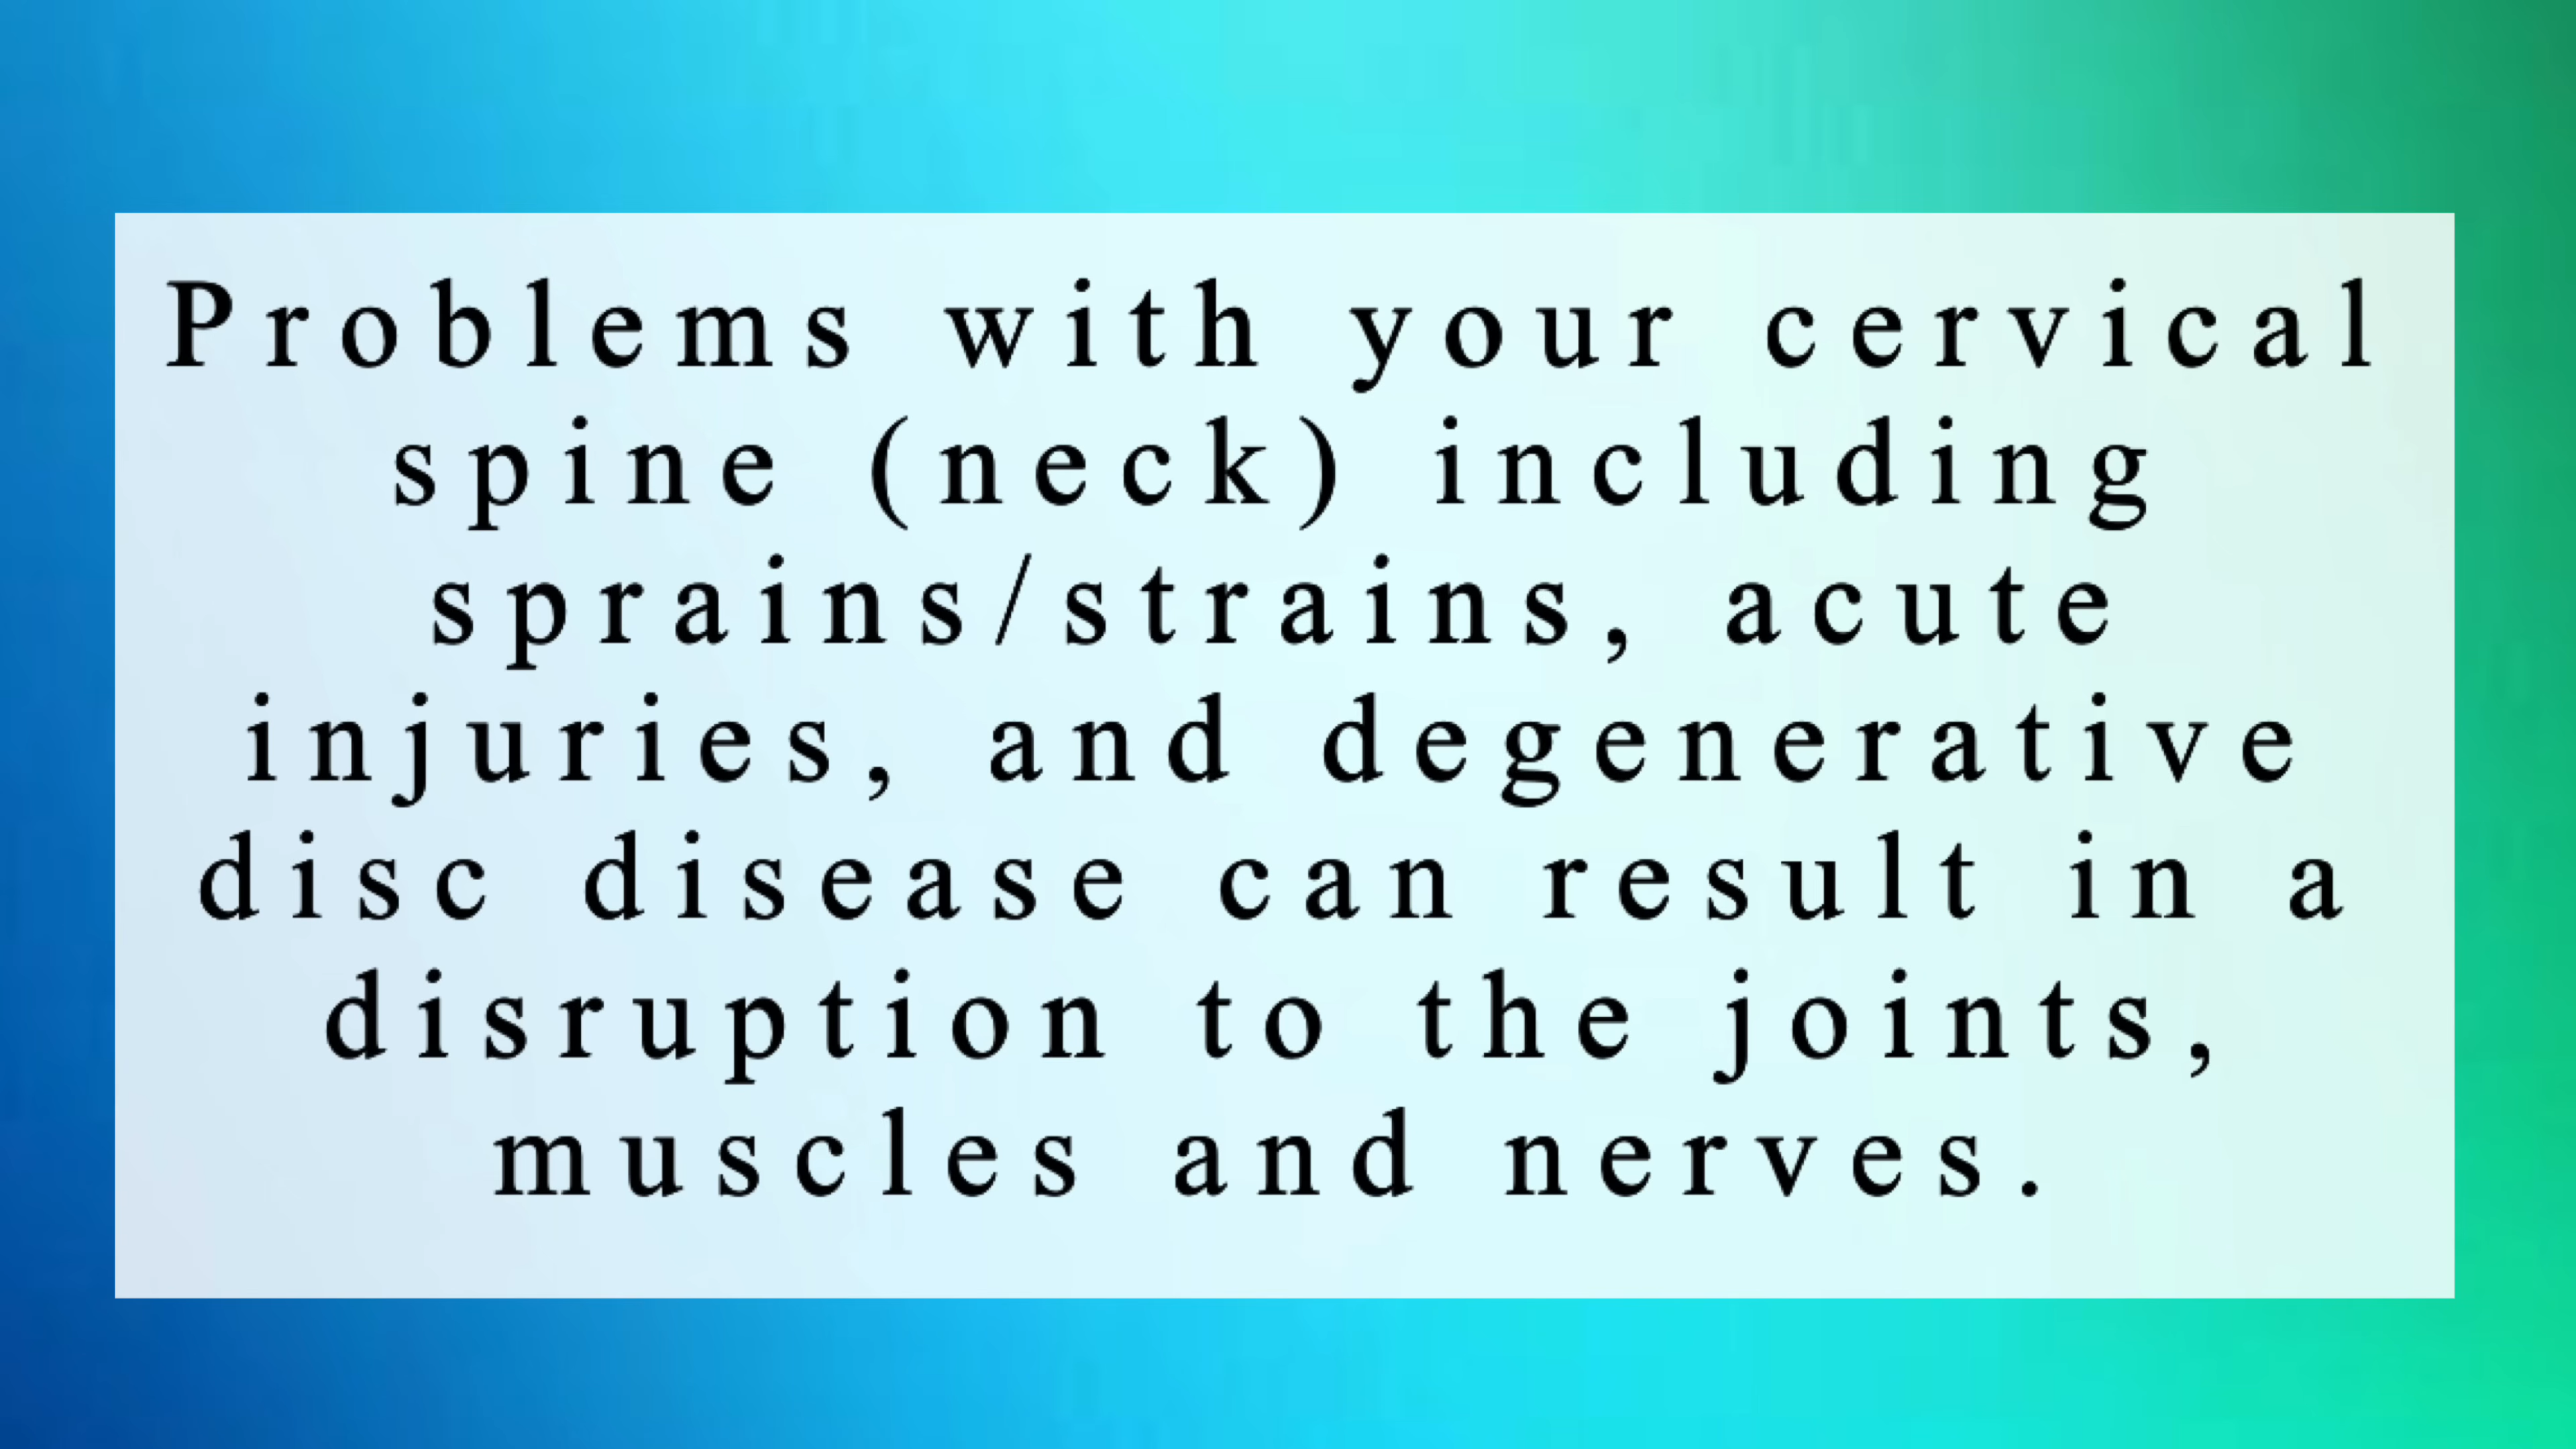 Problems with your cervical
spine (neck) including
sprains/strains, acute
injuries, and degenerative
disc disease can result in a
disruption to the joints,
muscles and nerves.